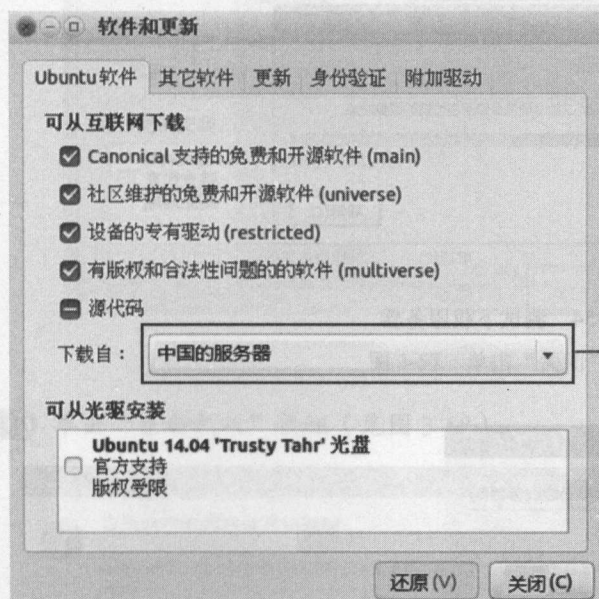 软件和更新
Ubuntu 软件 其它软件 更新 身份验证 附加驱动
可从互联网下载
Canonical 支持的免费和开源软件 (main)
社区维护的免费和开源软件 (universe)
设备的专有驱动 (restricted)
有版权和合法性问题的的软件 (multiverse)
源代码
下载自： 中国的服务器
可从光驱安装
Ubuntu 14.04 'Trusty Tahr' 光盘
官方支持
版权受限
还原(V) 关闭(C)